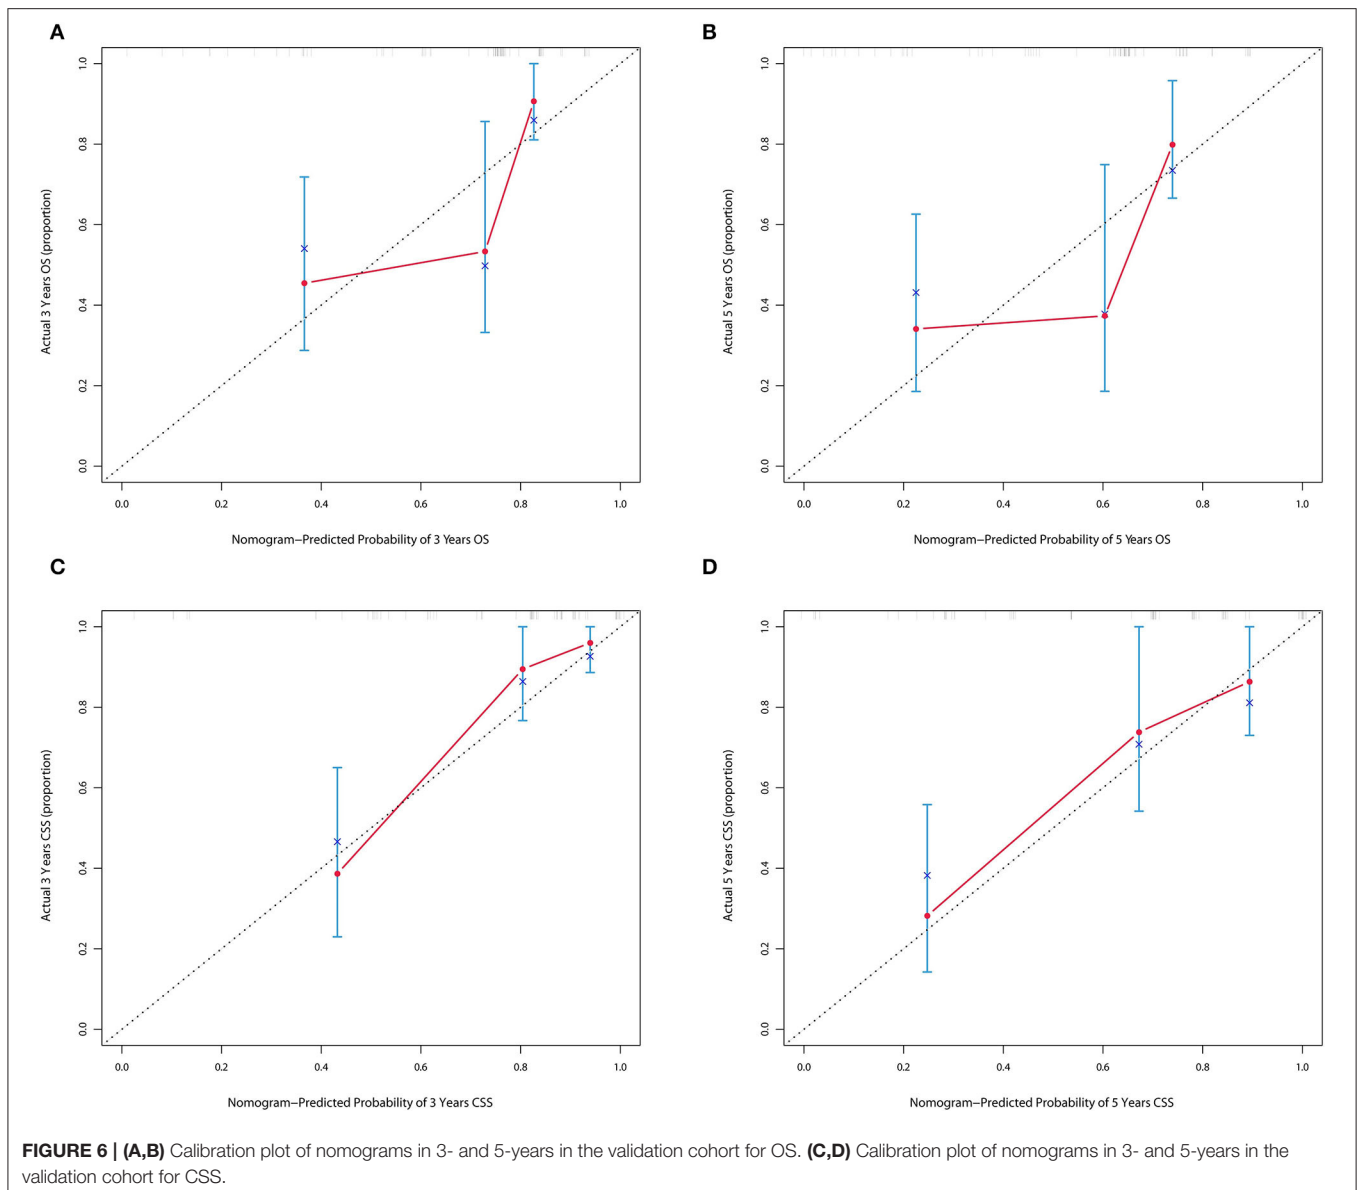 A
B
1.0
0.8
0.6
0.4
0.2
0.0
Actual 3 Years OS (proportion)
0.0 0.2 0.4 0.6 0.8 1.0
Nomogram–Predicted Probability of 3 Years OS
1.0
0.8
0.6
0.4
0.2
0.0
Actual 5 Years OS (proportion)
0.0 0.2 0.4 0.6 0.8 1.0
Nomogram–Predicted Probability of 5 Years OS
C
D
1.0
0.8
0.6
0.4
0.2
0.0
Actual 3 Years CSS (proportion)
0.0 0.2 0.4 0.6 0.8 1.0
Nomogram–Predicted Probability of 3 Years CSS
1.0
0.8
0.6
0.4
0.2
0.0
Actual 5 Years CSS (proportion)
0.0 0.2 0.4 0.6 0.8 1.0
Nomogram–Predicted Probability of 5 Years CSS
FIGURE 6 | (A,B) Calibration plot of nomograms in 3- and 5-years in the validation cohort for OS. (C,D) Calibration plot of nomograms in 3- and 5-years in the
validation cohort for CSS.